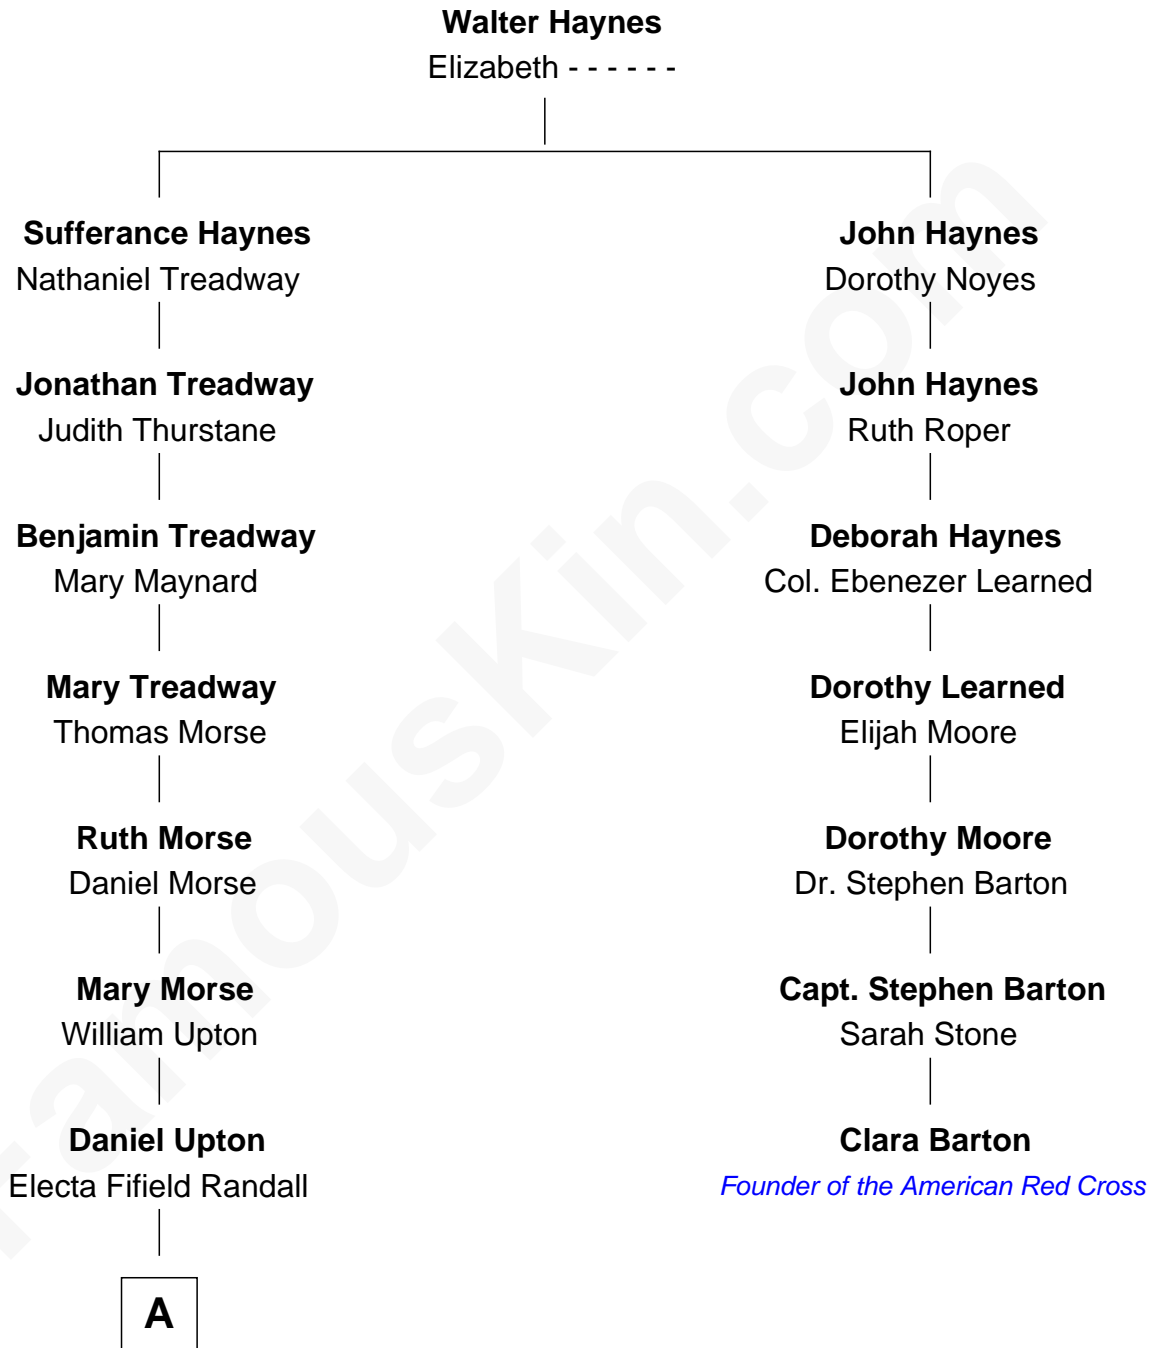 Walter Haynes
Elizabeth - - - - - -
Sufferance Haynes
Nathaniel Treadway
John Haynes
Dorothy Noyes
Jonathan Treadway
Judith Thurstane
John Haynes
Ruth Roper
Benjamin Treadway
Mary Maynard
Deborah Haynes
Col. Ebenezer Learned
Mary Treadway
Thomas Morse
Dorothy Learned
Elijah Moore
Ruth Morse
Daniel Morse
Dorothy Moore
Dr. Stephen Barton
Mary Morse
William Upton
Capt. Stephen Barton
Sarah Stone
Daniel Upton
Electa Fifield Randall
Clara Barton
Founder of the American Red Cross
A
FamousKin.com